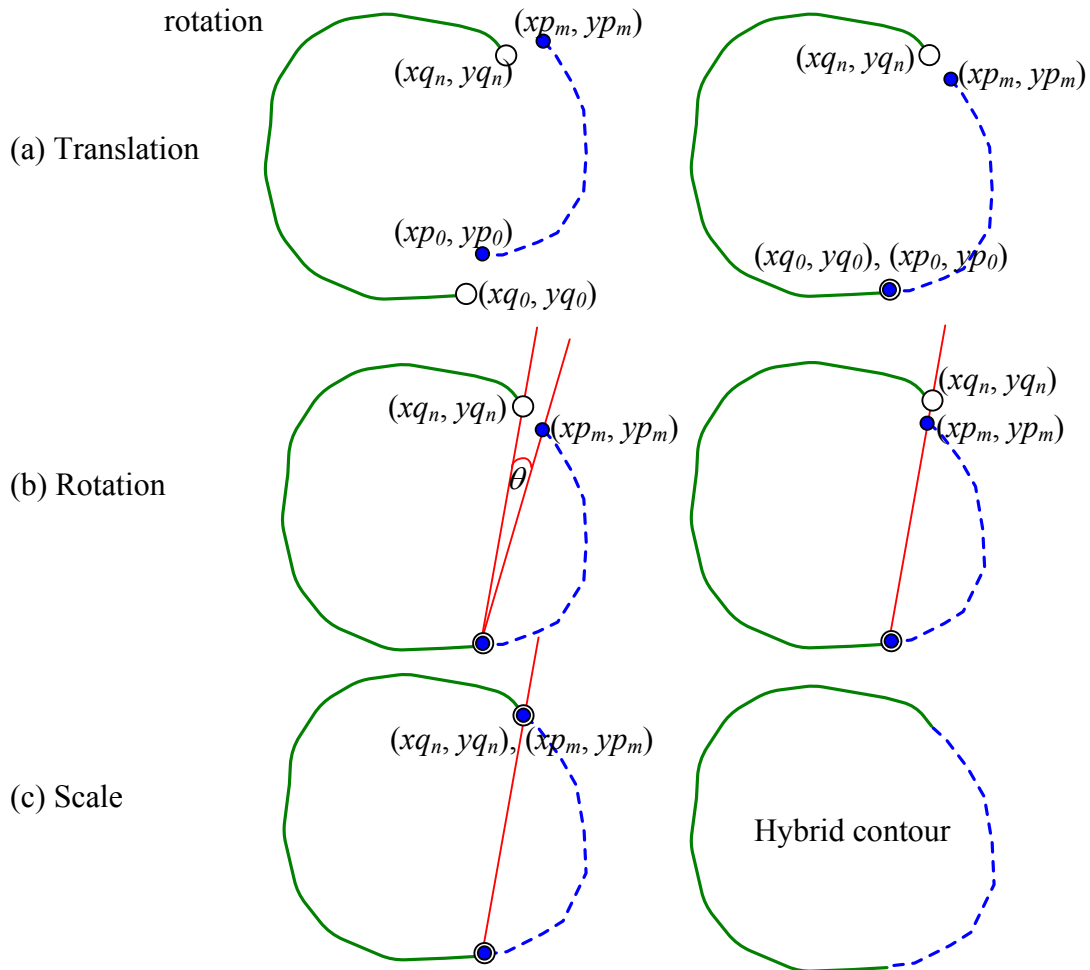 rotation
(xpₘ, ypₘ)
(xqₙ, yqₙ)
(xqₙ, yqₙ)
(xpₘ, ypₘ)
(a) Translation
(xp₀, yp₀)
(xq₀, yq₀)
(xq₀, yq₀), (xp₀, yp₀)
(xqₙ, yqₙ)
(xpₘ, ypₘ)
(xqₙ, yqₙ)
(xpₘ, ypₘ)
(b) Rotation
θ
(xqₙ, yqₙ), (xpₘ, ypₘ)
(c) Scale
Hybrid contour